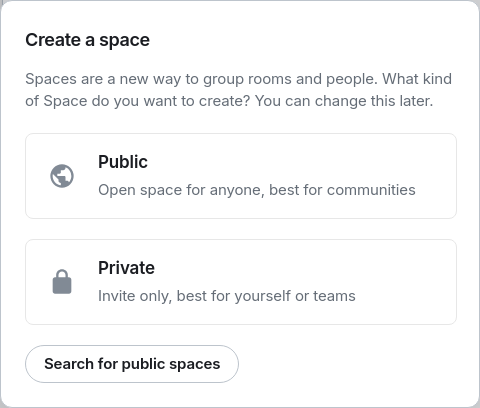 Create a space
Spaces are a new way to group rooms and people. What kind
of Space do you want to create? You can change this later.
Public
Open space for anyone, best for communities
Private
Invite only, best for yourself or teams
Search for public spaces